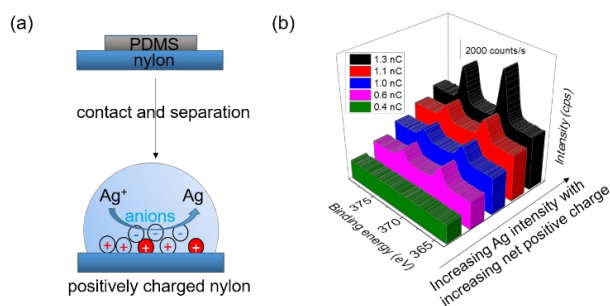 (a)
PDMS
nylon
contact and separation
Ag⁺ Ag
anions
- - - -
+ + + + +
positively charged nylon
(b)
2000 counts/s
1.3 nC
1.1 nC
1.0 nC
0.6 nC
0.4 nC
Intensity (cps)
375
370
365
Binding energy (eV)
Increasing Ag intensity with
increasing net positive charge